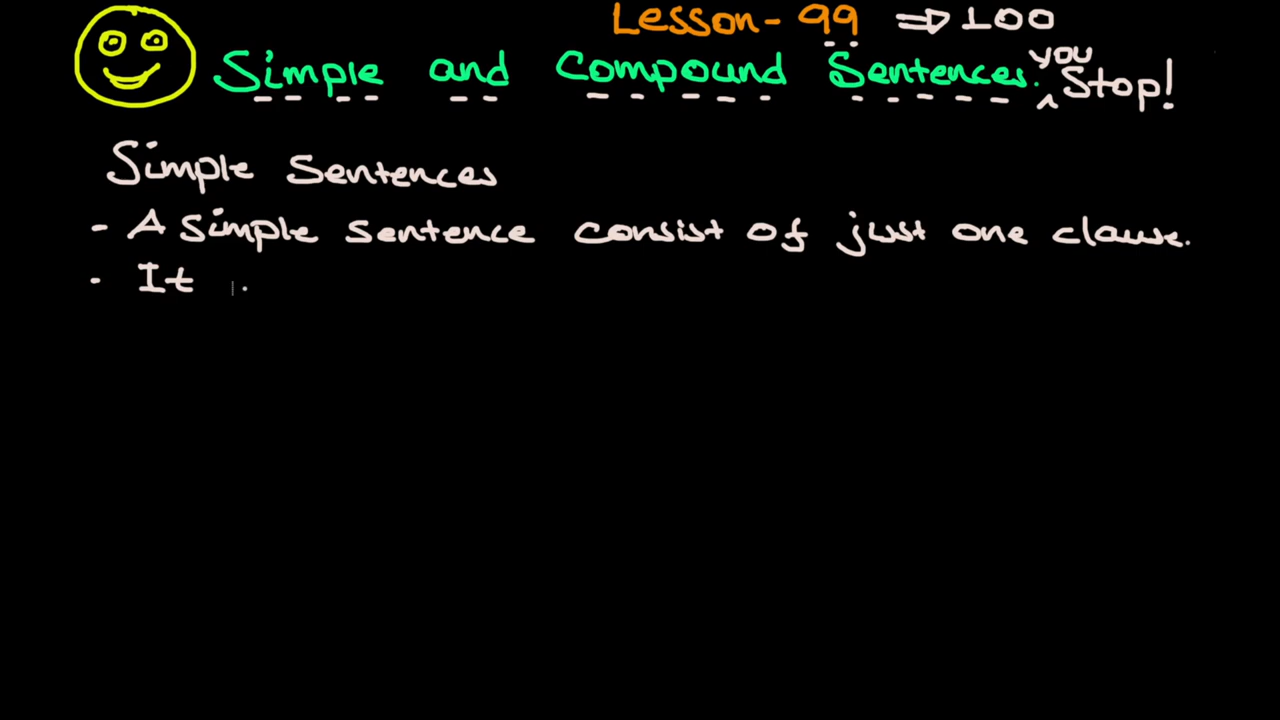 Lesson- 99 ⇒ 100
Simple and Compound Sentences. you
^ Stop!
Simple Sentences
- A simple sentence consist of just one clause.
- It